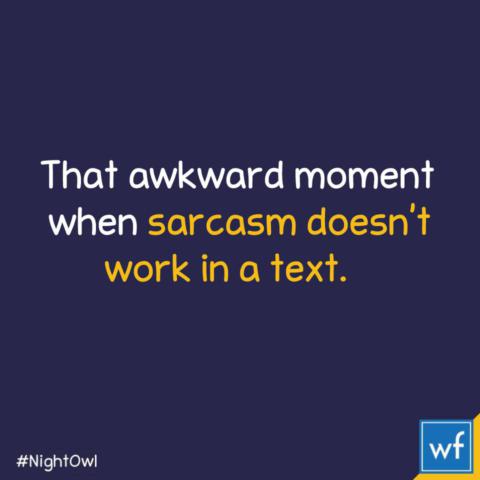 That awkward moment
when sarcasm doesn't
work in a text.
#NightOwl
wf